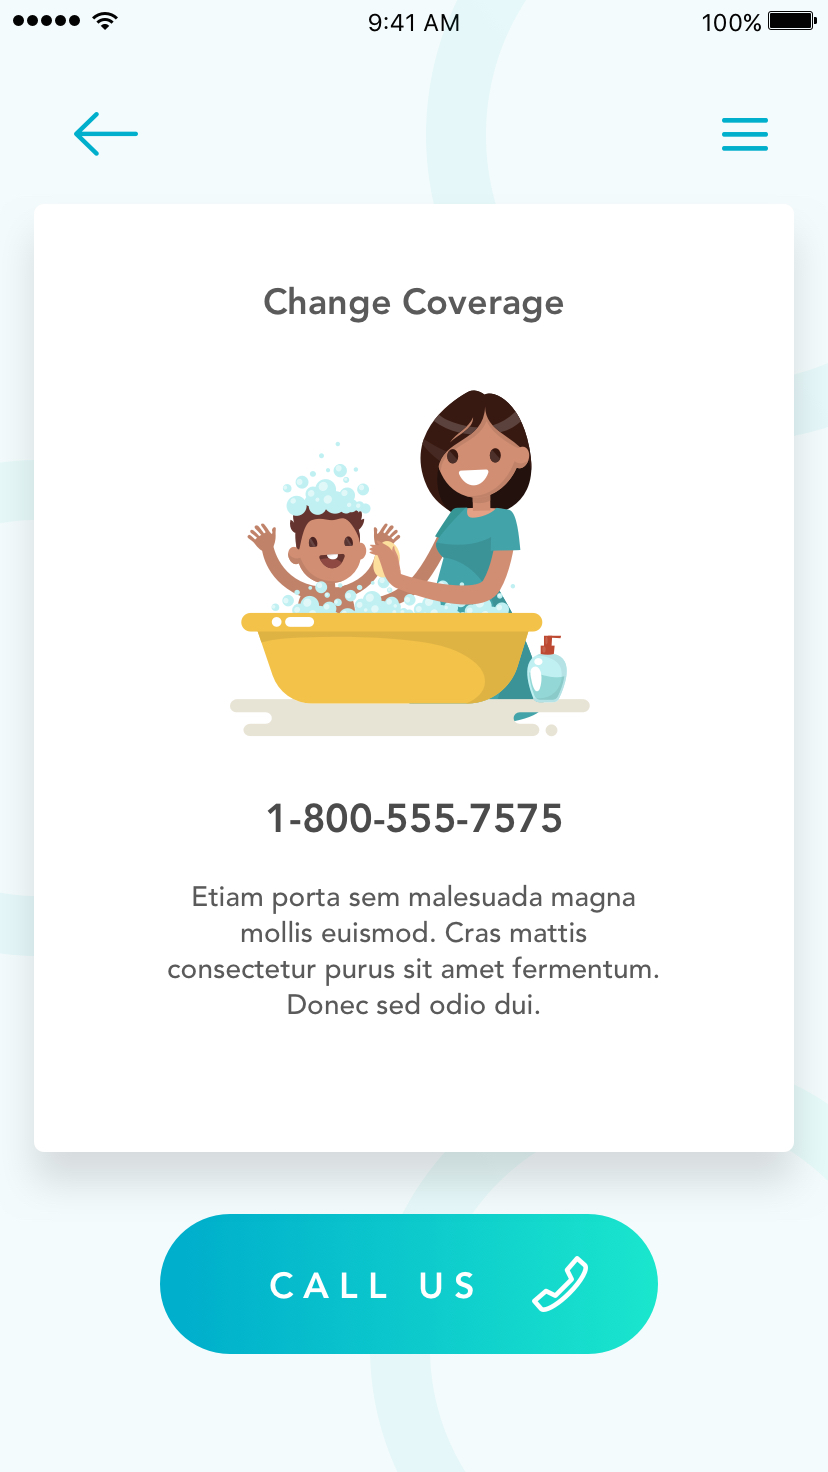 9:41 AM 100%
Change Coverage
1-800-555-7575
Etiam porta sem malesuada magna
mollis euismod. Cras mattis
consectetur purus sit amet fermentum.
Donec sed odio dui.
CALL US